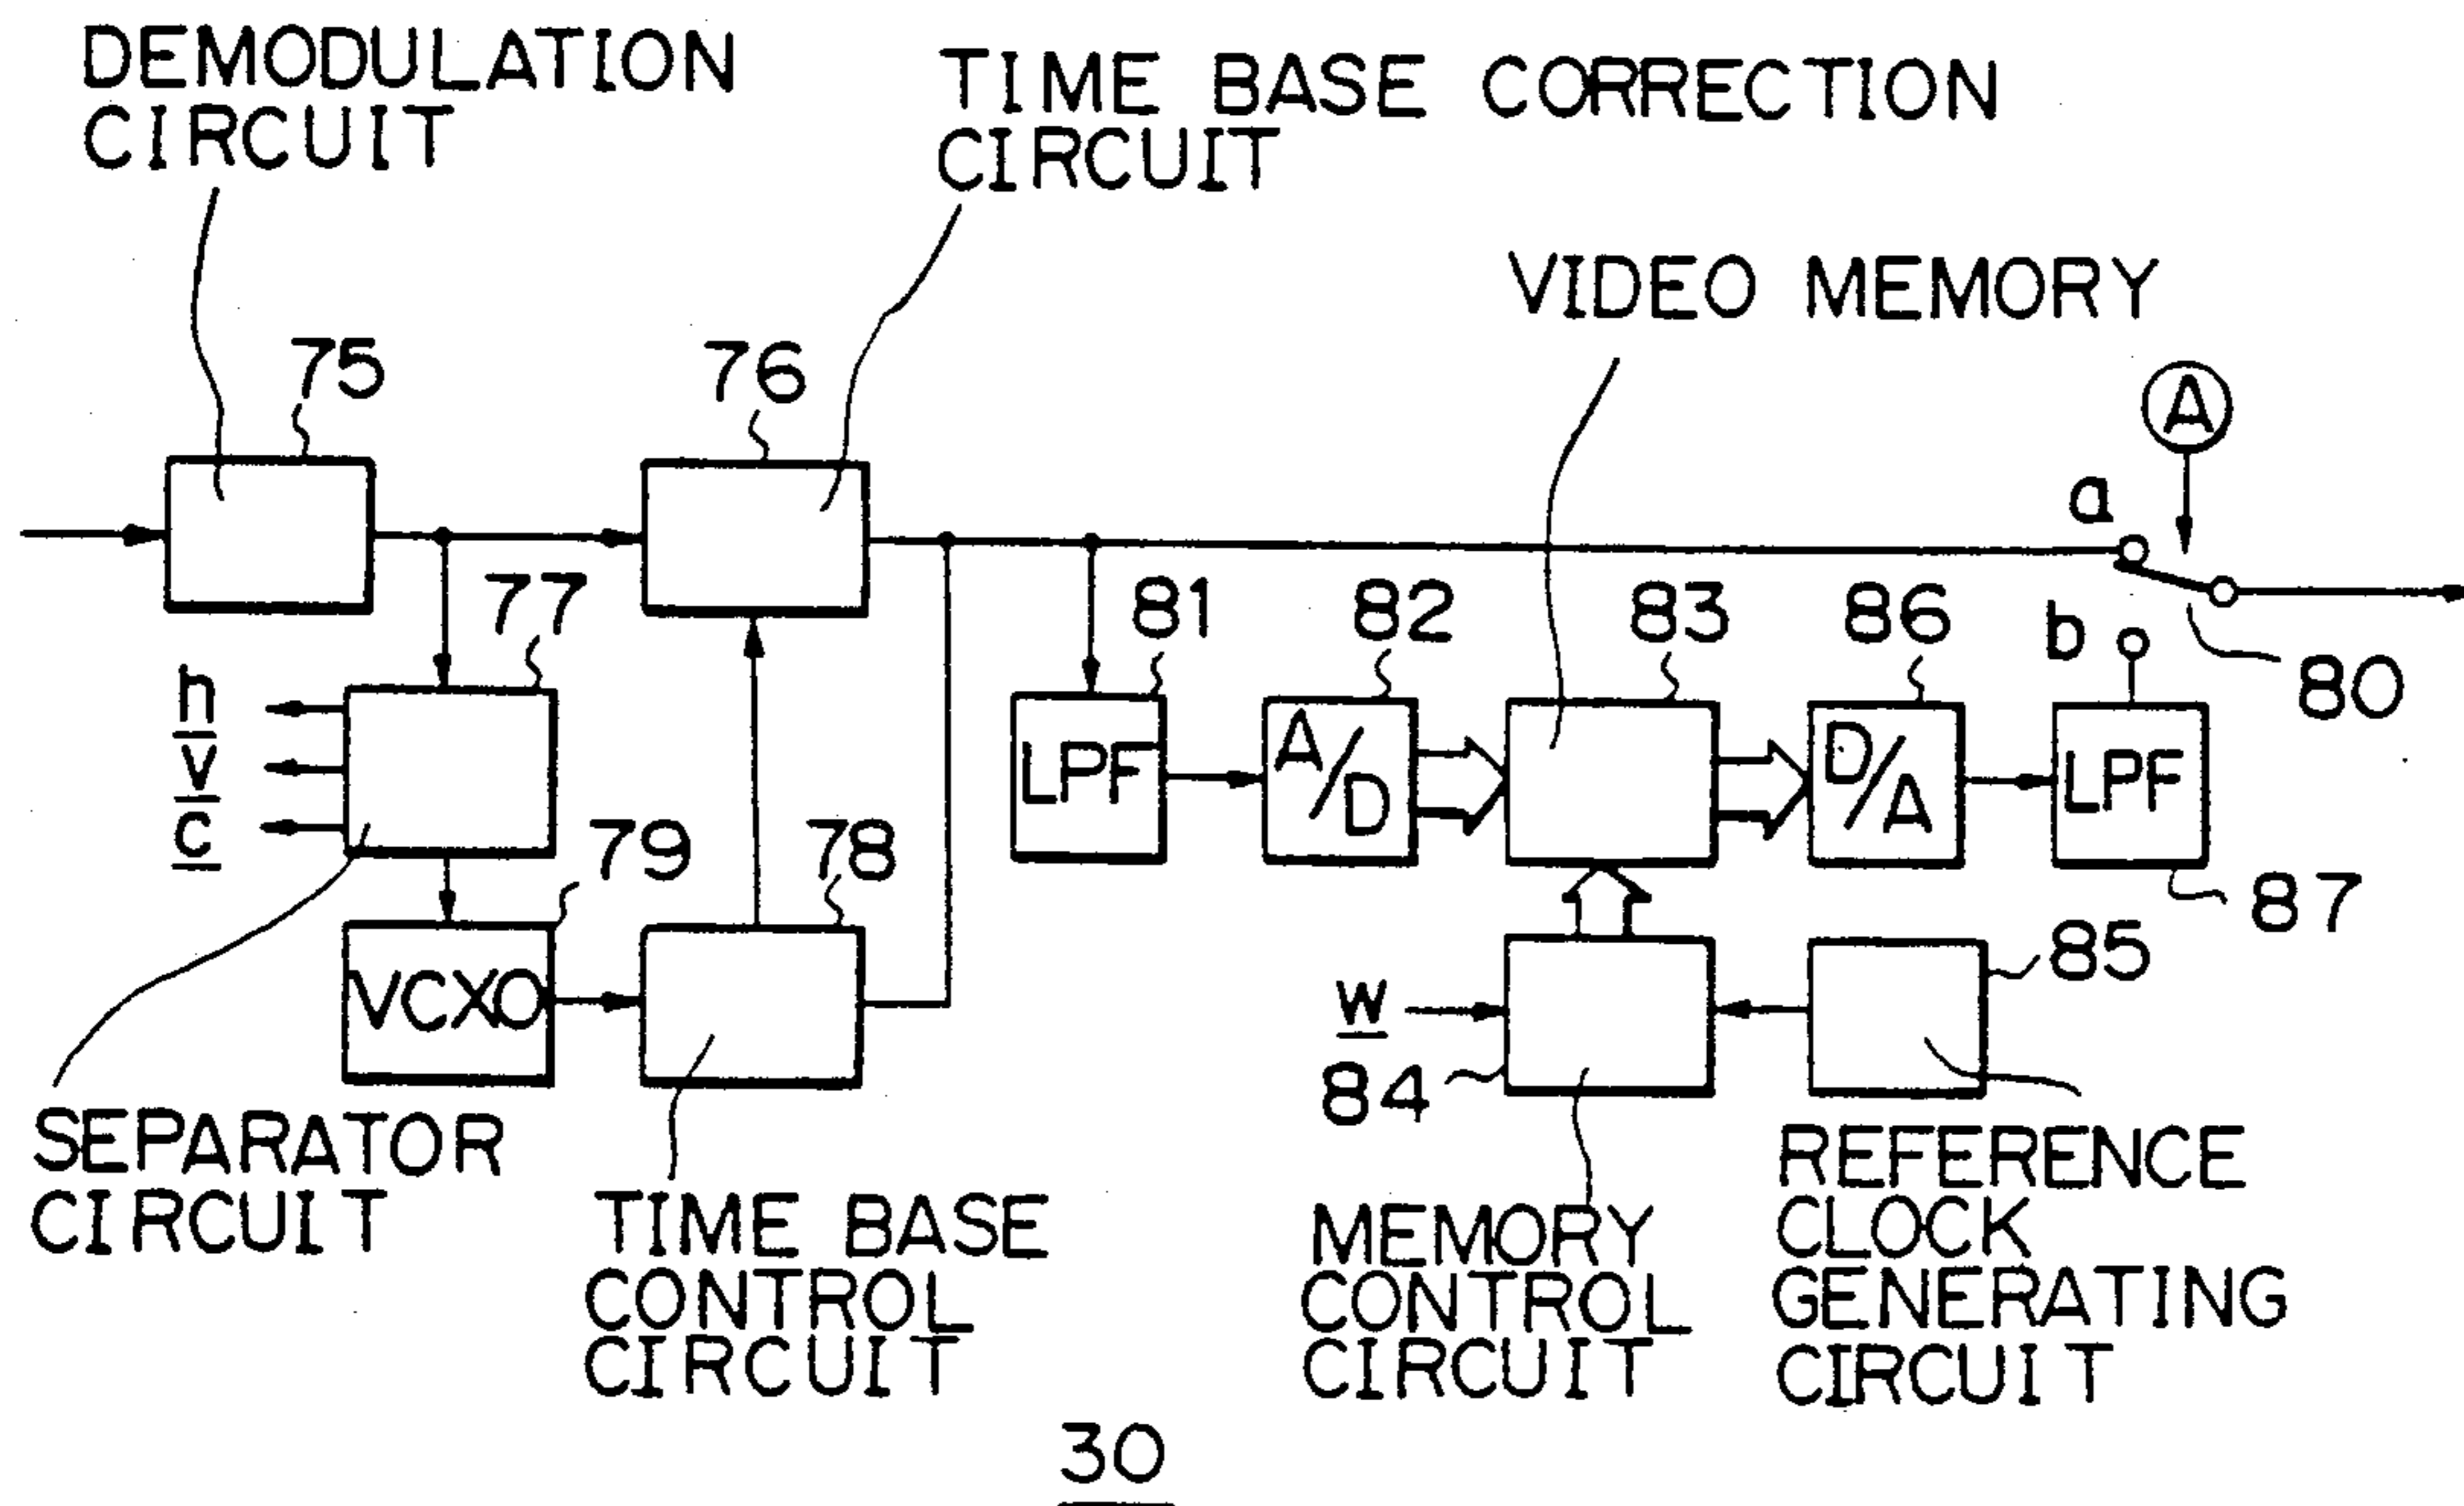 DEMODULATION
CIRCUIT
TIME BASE CORRECTION
CIRCUIT
VIDEO MEMORY
75
76
A
a
77
81
82
83
86
b
80
h
v
c
LPF
A/D
D/A
LPF
79
78
87
85
VCXO
w
84
SEPARATOR
CIRCUIT
TIME BASE
CONTROL
CIRCUIT
MEMORY
CONTROL
CIRCUIT
REFERENCE
CLOCK
GENERATING
CIRCUIT
30